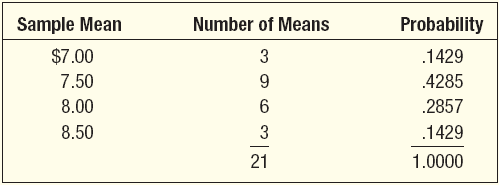 Sample Mean Number of Means Probability
$7.00 3 .1429
7.50 9 .4285
8.00 6 .2857
8.50 3 .1429
21 1.0000